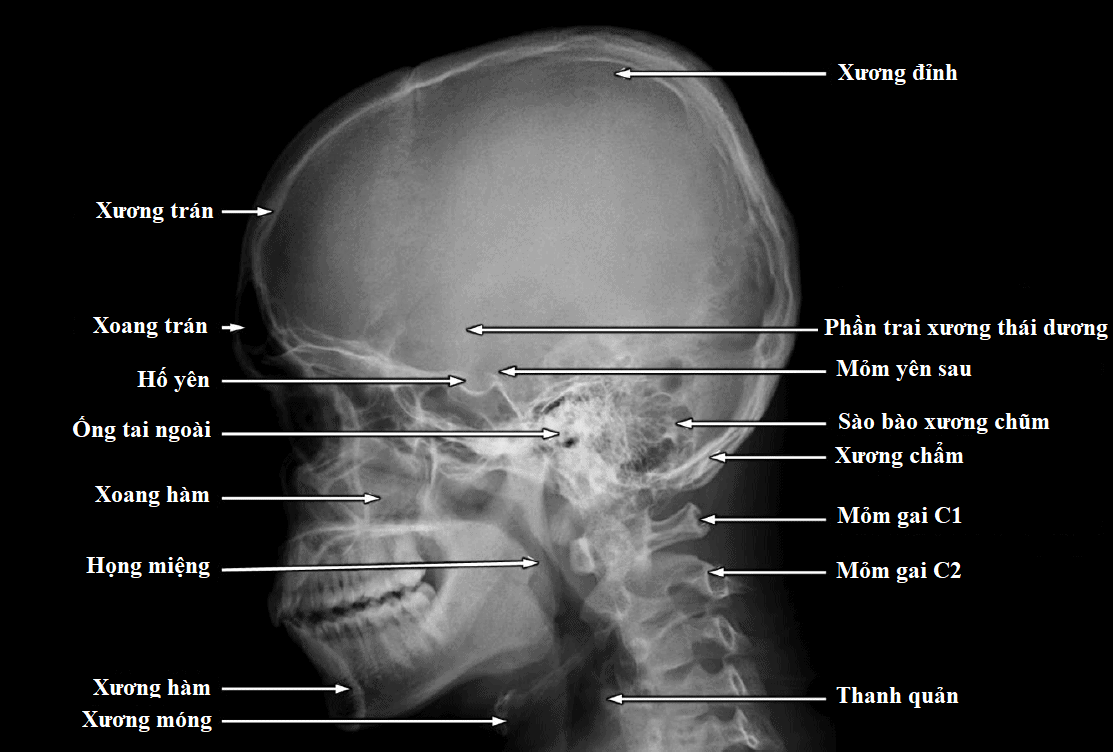 Xương đỉnh
Xương trán
Xoang trán
Phần trai xương thái dương
Hố yên
Mỏm yên sau
Ống tai ngoài
Sào bào xương chũm
Xương chẩm
Xoang hàm
Mỏm gai C1
Họng miệng
Mỏm gai C2
Xương hàm
Thanh quản
Xương móng